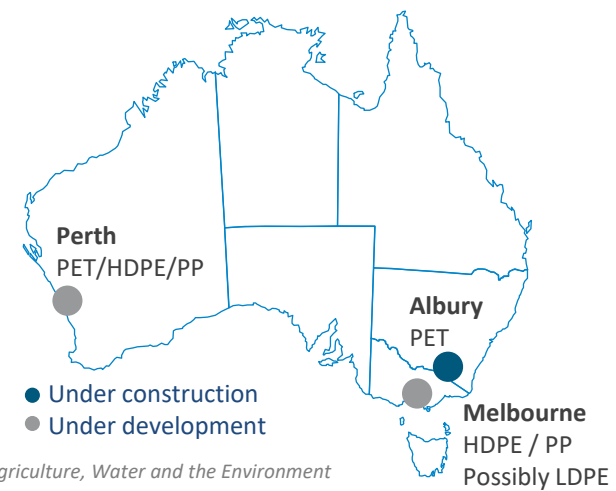 Perth
PET/HDPE/PP
Albury
PET
Under construction
Under development
Melbourne
HDPE / PP
Possibly LDPE
griculture, Water and the Environment